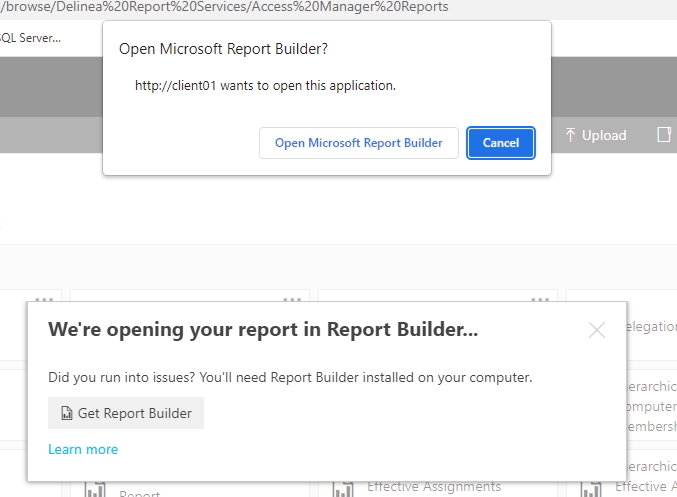 /browse/Delinea%20Report%20Services/Access%20Manager%20Reports
QL Server...
Open Microsoft Report Builder?
http://client01 wants to open this application.
Open Microsoft Report Builder
Cancel
Upload
We're opening your report in Report Builder...
elegation
Did you run into issues? You'll need Report Builder installed on your computer.
erarchic
Get Report Builder
omputer
embersh
Learn more
erarchic
Report
Effective Assignments
Effective A